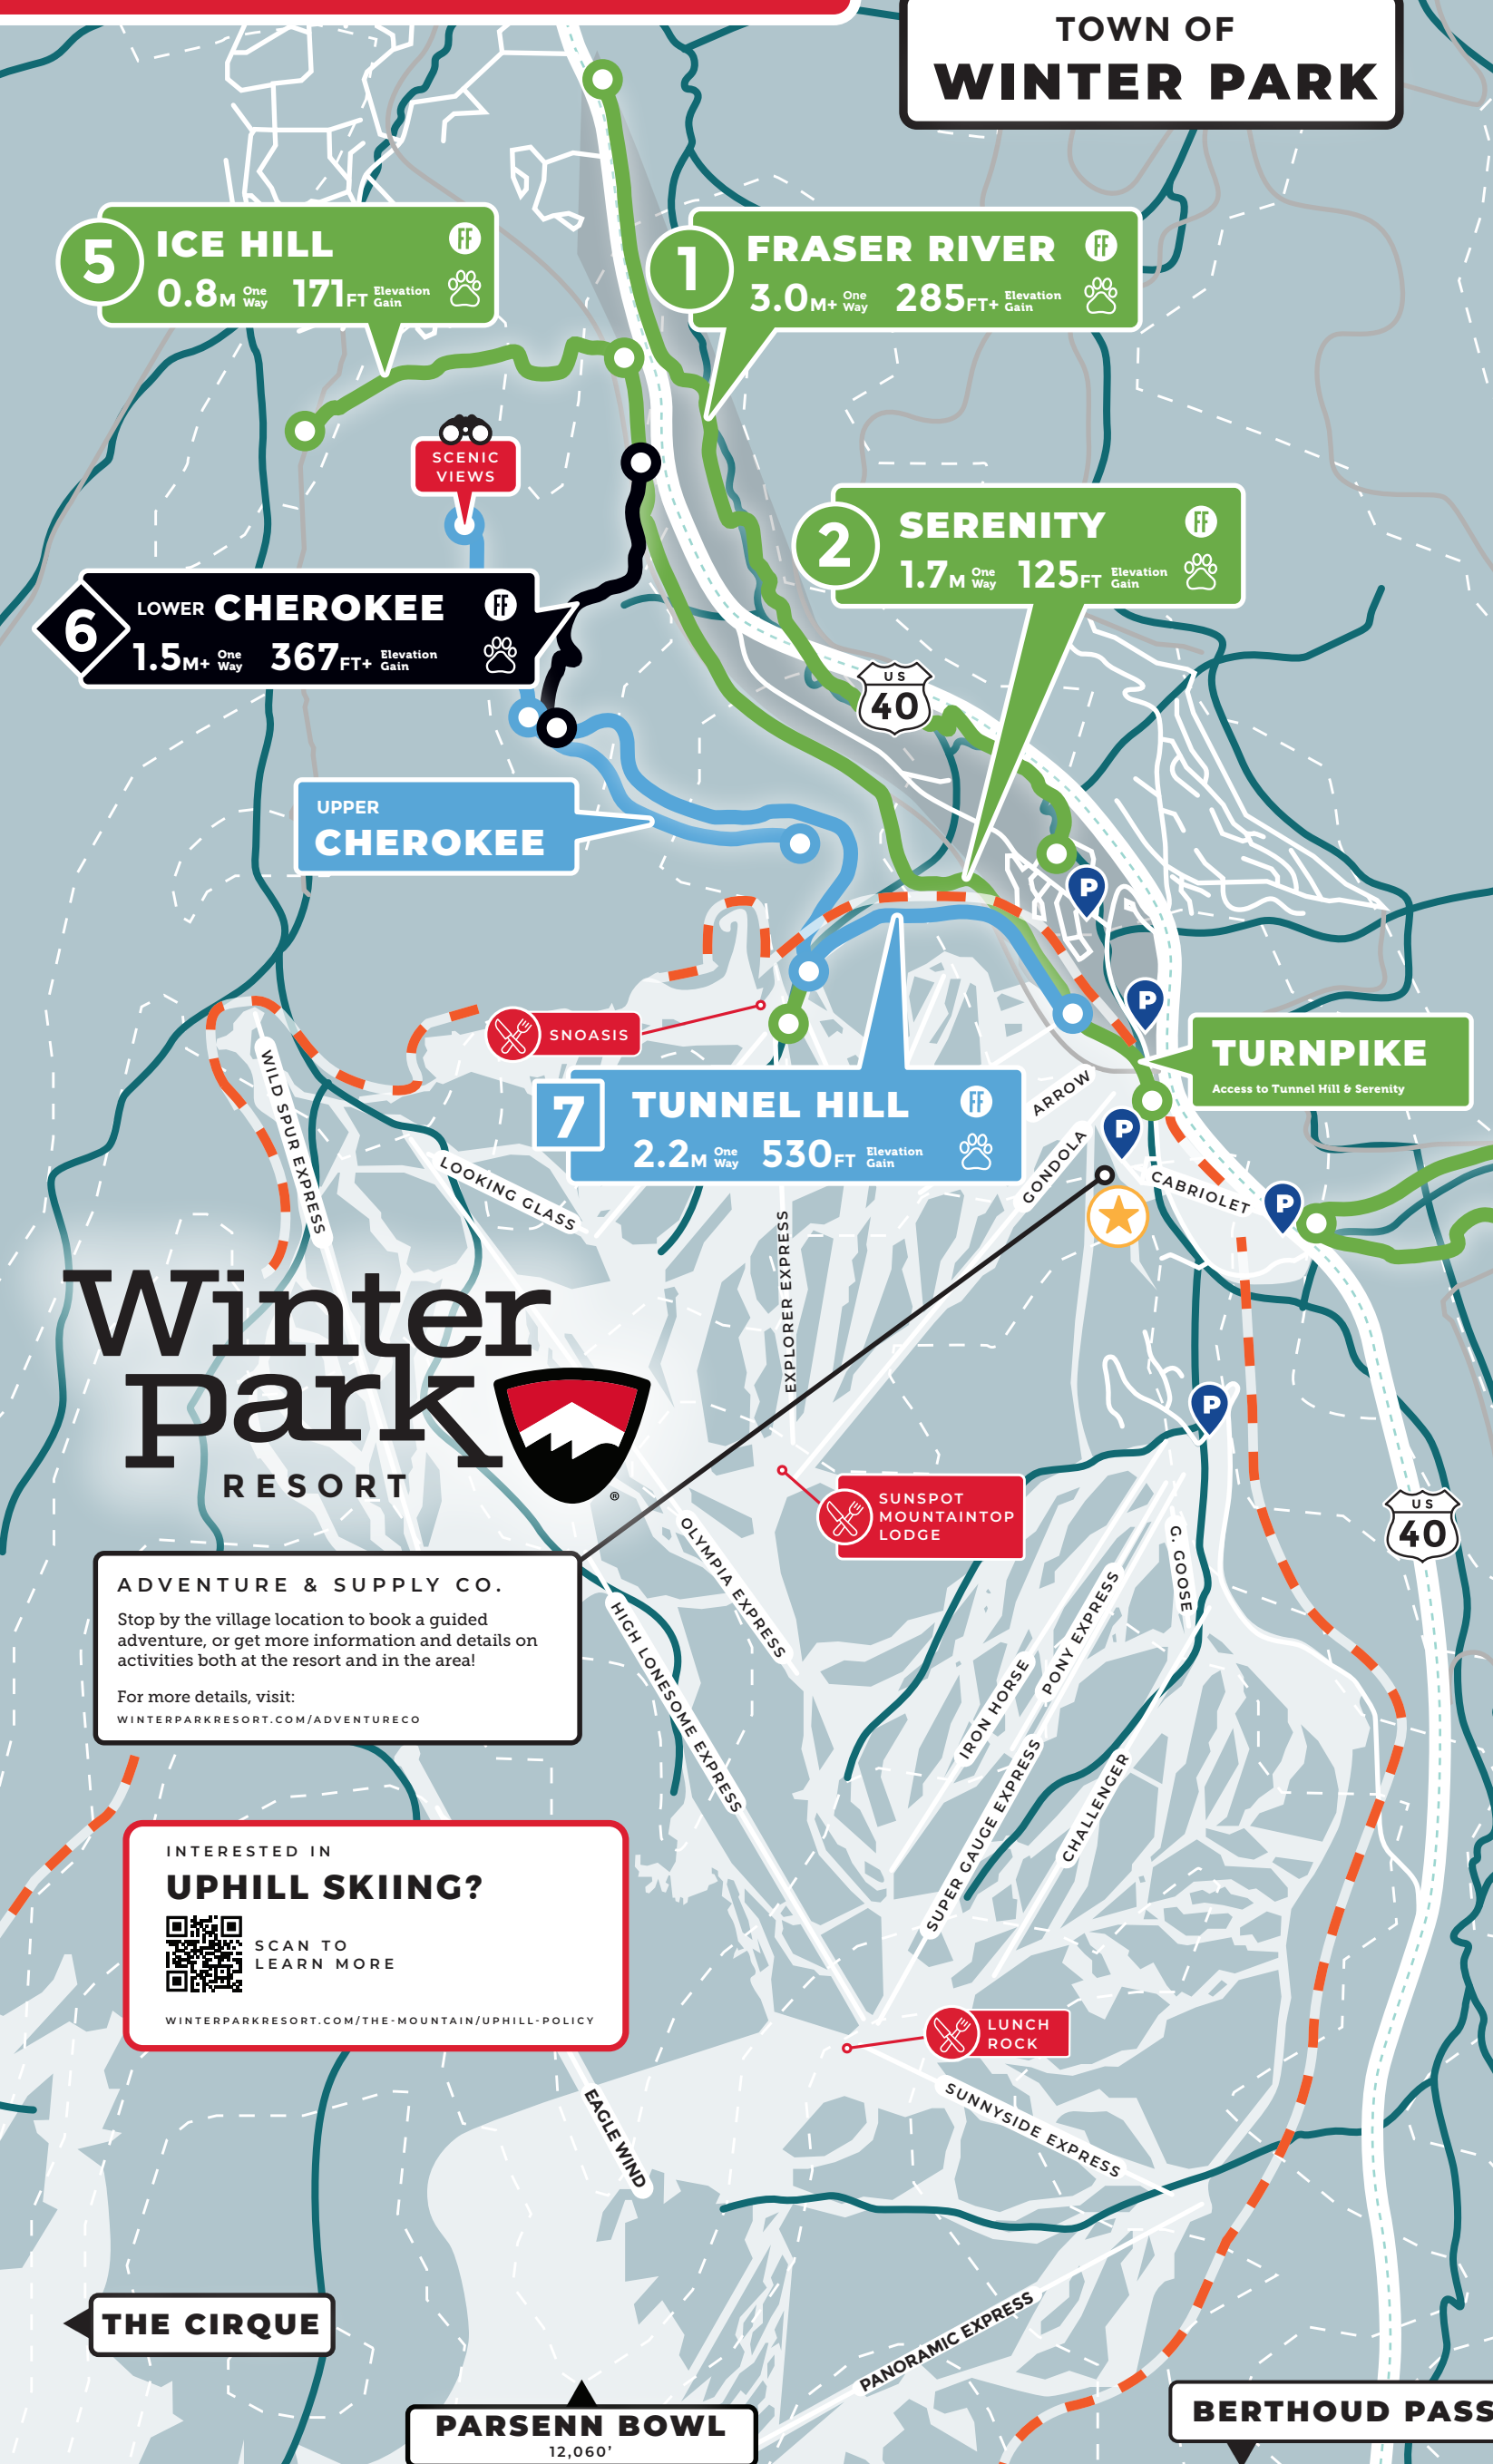 TOWN OF
WINTER PARK
5
ICE HILL
FF
0.8M One Way 171FT Elevation Gain
1
FRASER RIVER
FF
3.0M+ One Way 285FT+ Elevation Gain
SCENIC
VIEWS
2
SERENITY
FF
1.7M One Way 125FT Elevation Gain
6
LOWER CHEROKEE
FF
1.5M+ One Way 367FT+ Elevation Gain
US
40
UPPER
CHEROKEE
P
P
SNOASIS
TURNPIKE
Access to Tunnel Hill & Serenity
7
TUNNEL HILL
FF
2.2M One Way 530FT Elevation Gain
ARROW
P
GONDOLA
CABRIOLET
P
WILD SPUR EXPRESS
LOOKING GLASS
EXPLORER EXPRESS
Winter
park
RESORT
®
P
SUNSPOT
MOUNTAINTOP
LODGE
US
40
G. GOOSE
OLYMPIA EXPRESS
HIGH LONESOME EXPRESS
PONY EXPRESS
IRON HORSE
SUPER GAUGE EXPRESS
CHALLENGER
ADVENTURE & SUPPLY CO.
Stop by the village location to book a guided
adventure, or get more information and details on
activities both at the resort and in the area!
For more details, visit:
WINTERPARKRESORT.COM/ADVENTURECO
INTERESTED IN
UPHILL SKIING?
SCAN TO
LEARN MORE
WINTERPARKRESORT.COM/THE-MOUNTAIN/UPHILL-POLICY
LUNCH
ROCK
SUNNYSIDE EXPRESS
EAGLE WIND
PANORAMIC EXPRESS
THE CIRQUE
PARSENN BOWL
12,060'
BERTHOUD PASS